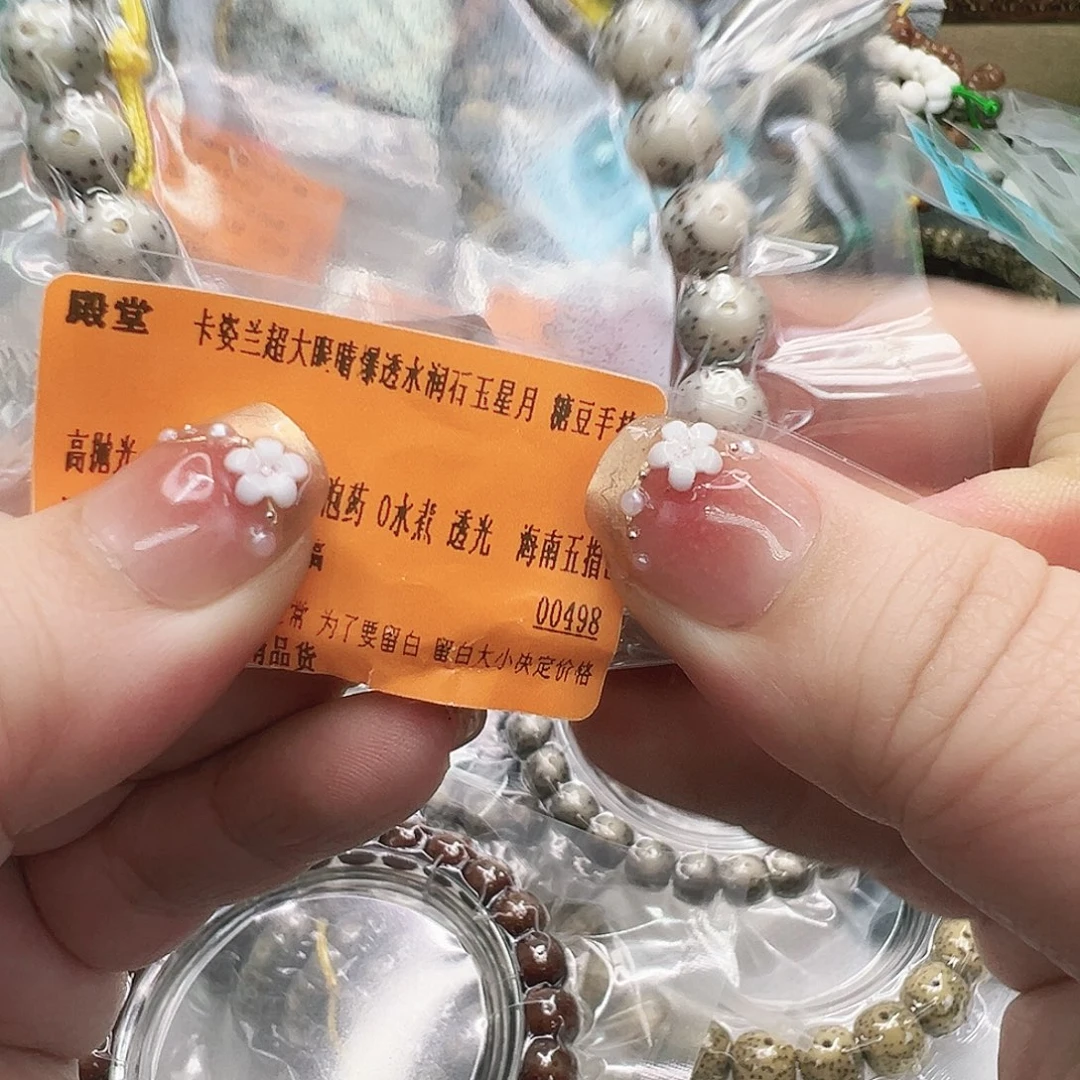 殿堂
卡姿兰超大眼睛爆透水润石玉星月 糖豆手
高抛光
泡药 0水煮 透光 海南五指
高
00498
常 为了要留白 留白大小决定价格
品货